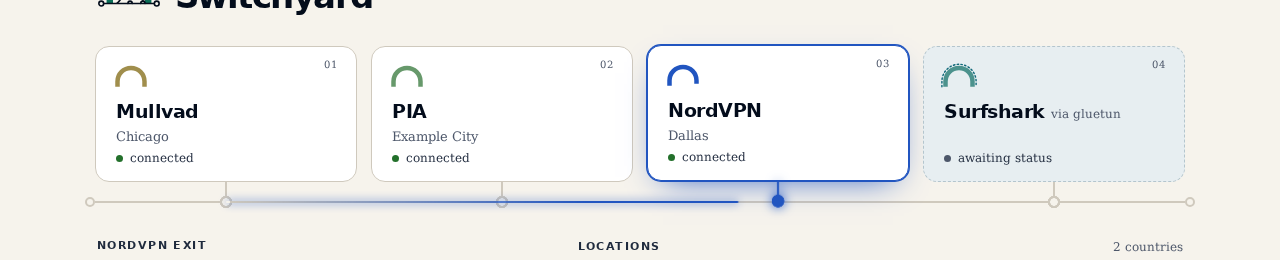 Switchyard
01
Mullvad
Chicago
connected
02
PIA
Example City
connected
03
NordVPN
Dallas
connected
04
Surfshark via gluetun
awaiting status
NORDVPN EXIT
LOCATIONS
2 countries